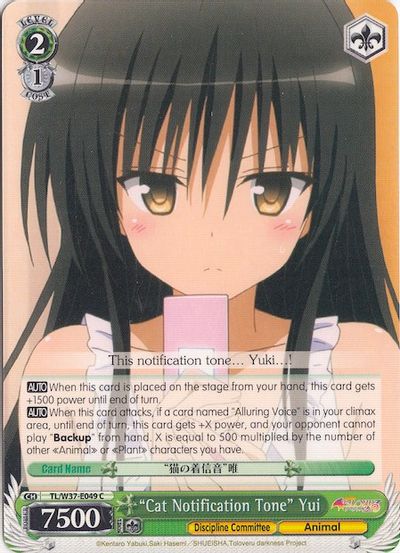 LEVEL
2
1
COST
This notification tone… Yuki…!
AUTO When this card is placed on the stage from your hand, this card gets
+1500 power until end of turn.
AUTO When this card attacks, if a card named "Alluring Voice" is in your climax
area, until end of turn, this card gets +X power, and your opponent cannot
play "Backup" from hand. X is equal to 500 multiplied by the number of
other «Animal» or «Plant» characters you have.
Card Name
“猫の着信音”唯
CH TL/W37-E049 C
POWER
7500
“Cat Notification Tone” Yui
Discipline Committee
Animal
©Kentaro Yabuki,Saki Hasemi／SHUEISHA,Toloveru darkness Project